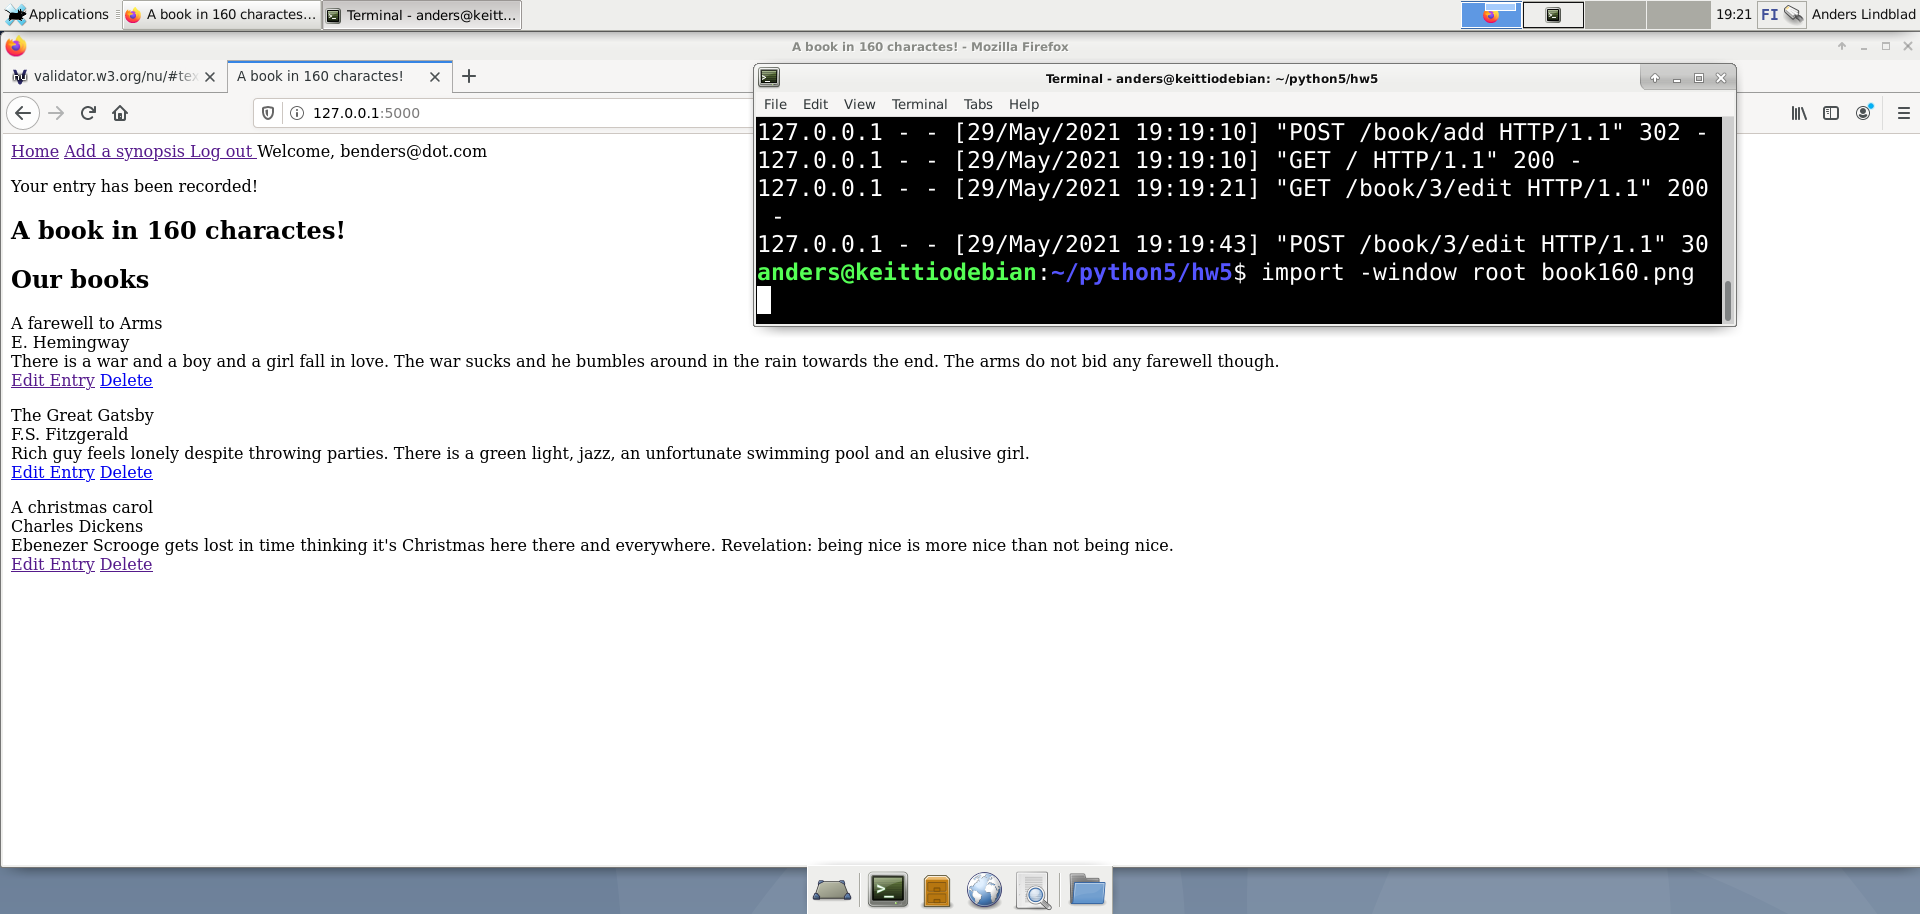 Applications
A book in 160 charactes...
Terminal - anders@keitt...
19:21
FI
Anders Lindblad
A book in 160 charactes! - Mozilla Firefox
validator.w3.org/nu/#tex
A book in 160 charactes!
127.0.0.1:5000
Terminal - anders@keittiodebian: ~/python5/hw5
File Edit View Terminal Tabs Help
127.0.0.1 - - [29/May/2021 19:19:10] "POST /book/add HTTP/1.1" 302 -
127.0.0.1 - - [29/May/2021 19:19:10] "GET / HTTP/1.1" 200 -
127.0.0.1 - - [29/May/2021 19:19:21] "GET /book/3/edit HTTP/1.1" 200
-
127.0.0.1 - - [29/May/2021 19:19:43] "POST /book/3/edit HTTP/1.1" 30
anders@keittiodebian:~/python5/hw5$ import -window root book160.png
Home Add a synopsis Log out Welcome, benders@dot.com
Your entry has been recorded!
A book in 160 charactes!
Our books
A farewell to Arms
E. Hemingway
There is a war and a boy and a girl fall in love. The war sucks and he bumbles around in the rain towards the end. The arms do not bid any farewell though.
Edit Entry Delete
The Great Gatsby
F.S. Fitzgerald
Rich guy feels lonely despite throwing parties. There is a green light, jazz, an unfortunate swimming pool and an elusive girl.
Edit Entry Delete
A christmas carol
Charles Dickens
Ebenezer Scrooge gets lost in time thinking it's Christmas here there and everywhere. Revelation: being nice is more nice than not being nice.
Edit Entry Delete